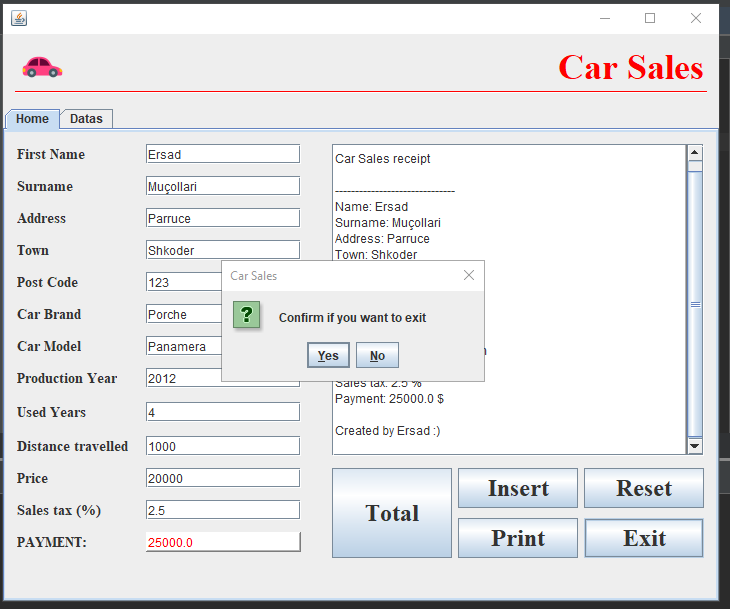 Car Sales
Home Datas
First Name Ersad
Surname Muçollari
Address Parruce
Town Shkoder
Post Code 123
Car Brand Porche
Car Model Panamera
Production Year 2012
Used Years 4
Distance travelled 1000
Price 20000
Sales tax (%) 2.5
PAYMENT: 25000.0
Car Sales receipt
------------------------------
Name: Ersad
Surname: Muçollari
Address: Parruce
Town: Shkoder
Sales tax: 2.5 %
Payment: 25000.0 $
Created by Ersad :)
Car Sales
?
Confirm if you want to exit
Yes No
Total
Insert Reset
Print Exit